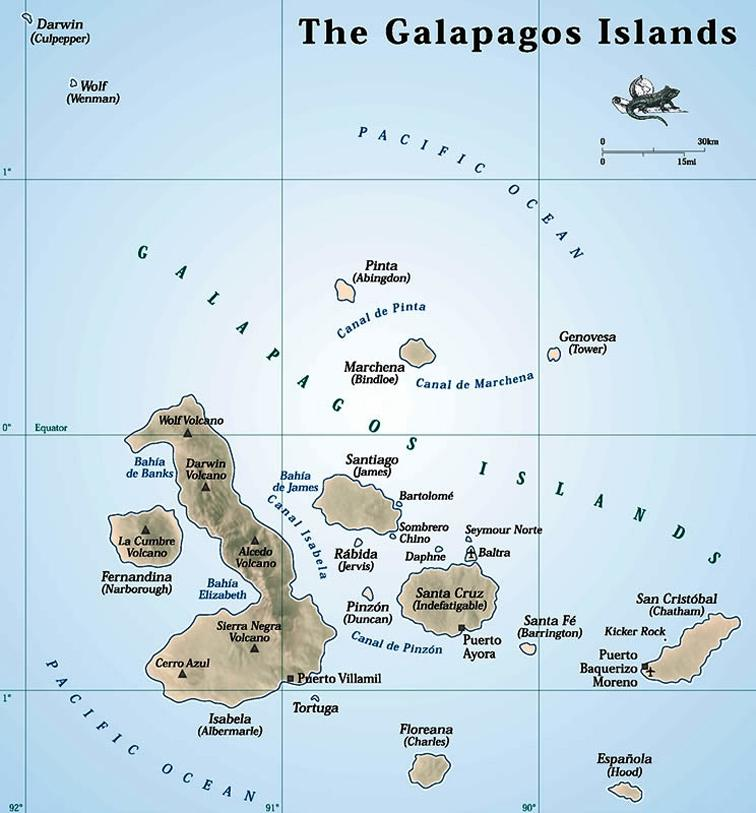 The Galapagos Islands
Darwin
(Culpepper)
Wolf
(Wenman)
0 30km
0 15mi
PACIFIC OCEAN
1°
GALAPAGOS ISLANDS
Pinta
(Abingdon)
Canal de Pinta
Genovesa
(Tower)
Marchena
(Bindloe)
Canal de Marchena
Wolf Volcano
0° Equator
Bahía
de Banks
Darwin
Volcano
Santiago
(James)
Bahía
de James
Bartolomé
Canal Isabela
Sombrero
Chino
Seymour Norte
La Cumbre
Volcano
Alcedo
Volcano
Rábida
(Jervis)
Daphne
Baltra
Fernandina
(Narborough)
Bahía
Elizabeth
Pinzón
(Duncan)
Santa Cruz
(Indefatigable)
San Cristóbal
(Chatham)
Sierra Negra
Volcano
Santa Fé
(Barrington)
Kicker Rock
Canal de Pinzón
Puerto
Ayora
Cerro Azul
Puerto
Baquerizo
Moreno
Puerto Villamil
1°
Tortuga
Isabela
(Albermarle)
Floreana
(Charles)
Española
(Hood)
PACIFIC OCEAN
92° 91° 90°